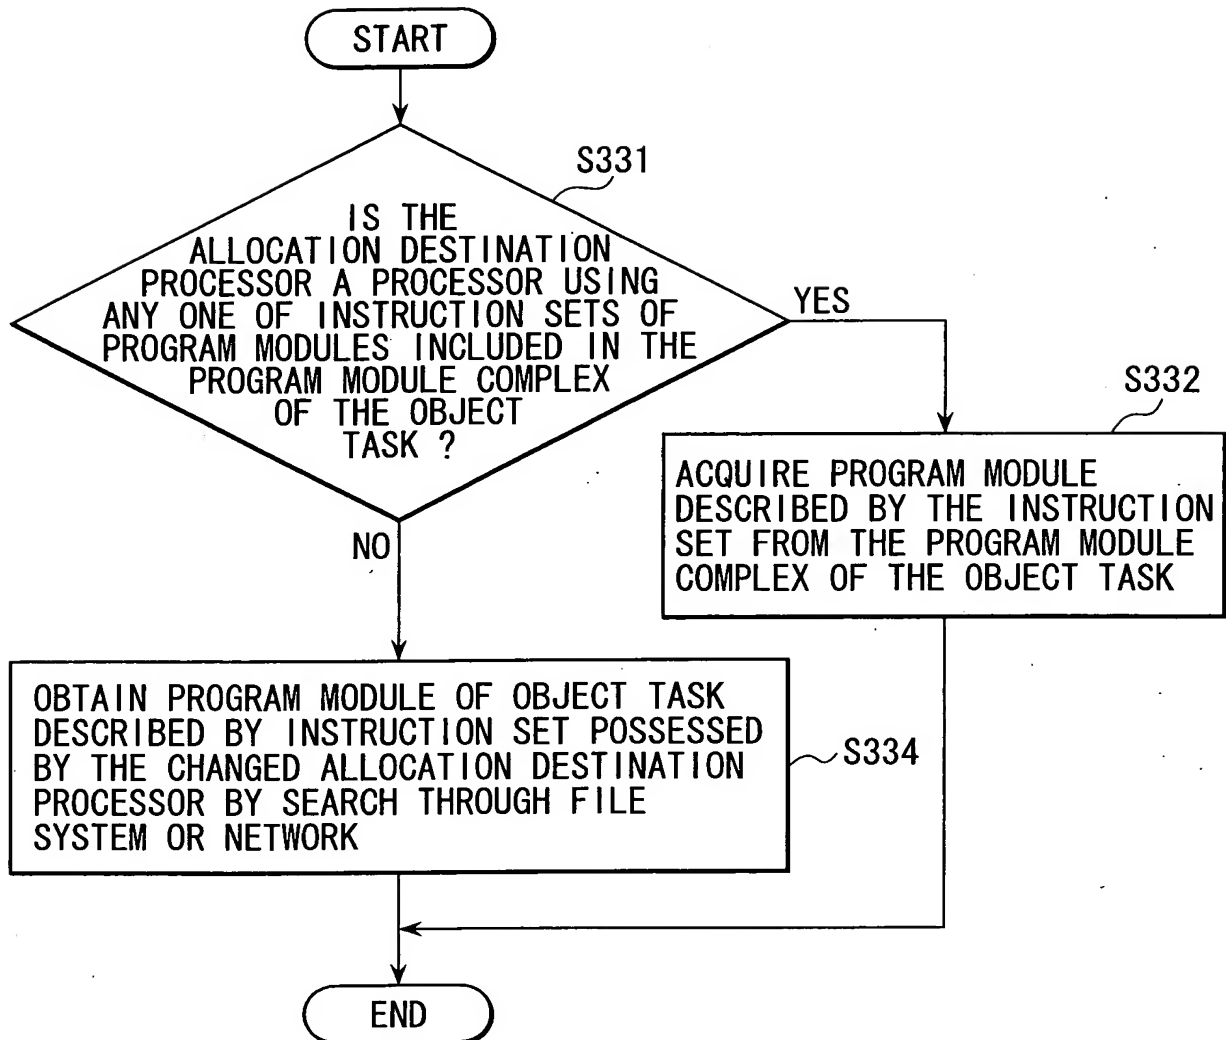 START
S331
IS THE
ALLOCATION DESTINATION
PROCESSOR A PROCESSOR USING
ANY ONE OF INSTRUCTION SETS OF
PROGRAM MODULES INCLUDED IN THE
PROGRAM MODULE COMPLEX
OF THE OBJECT
TASK ?
YES
S332
ACQUIRE PROGRAM MODULE
DESCRIBED BY THE INSTRUCTION
SET FROM THE PROGRAM MODULE
COMPLEX OF THE OBJECT TASK
NO
OBTAIN PROGRAM MODULE OF OBJECT TASK
DESCRIBED BY INSTRUCTION SET POSSESSED
BY THE CHANGED ALLOCATION DESTINATION
PROCESSOR BY SEARCH THROUGH FILE
SYSTEM OR NETWORK
S334
END